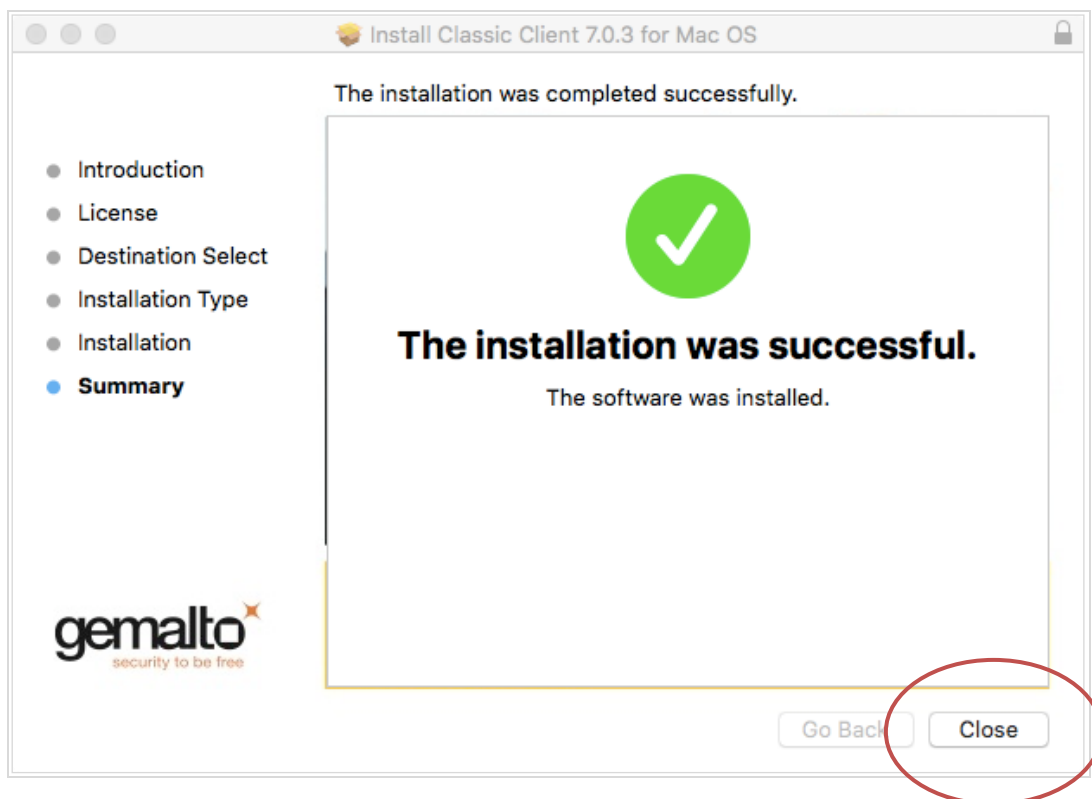 Install Classic Client 7.0.3 for Mac OS
The installation was completed successfully.
Introduction
License
Destination Select
Installation Type
Installation
Summary
The installation was successful.
The software was installed.
gemalto
security to be free
Go Back
Close